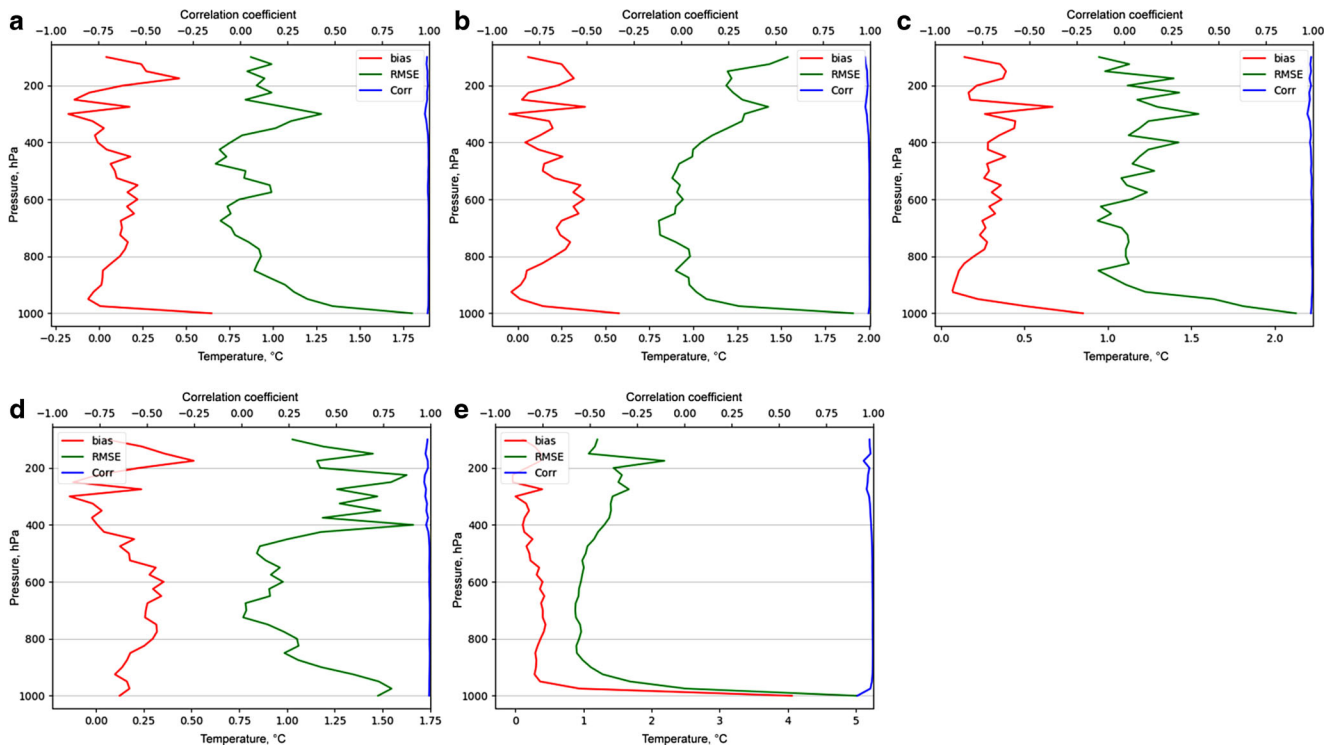 a
Correlation coefficient
−1.00 −0.75 −0.50 −0.25 0.00 0.25 0.50 0.75 1.00
bias
RMSE
Corr
200
400
600
800
1000
Pressure, hPa
−0.25 0.00 0.25 0.50 0.75 1.00 1.25 1.50 1.75
Temperature, °C
b
Correlation coefficient
−1.00 −0.75 −0.50 −0.25 0.00 0.25 0.50 0.75 1.00
bias
RMSE
Corr
200
400
600
800
1000
Pressure, hPa
0.00 0.25 0.50 0.75 1.00 1.25 1.50 1.75 2.00
Temperature, °C
c
Correlation coefficient
−1.00 −0.75 −0.50 −0.25 0.00 0.25 0.50 0.75 1.00
bias
RMSE
Corr
200
400
600
800
1000
Pressure, hPa
0.0 0.5 1.0 1.5 2.0
Temperature, °C
d
Correlation coefficient
−1.00 −0.75 −0.50 −0.25 0.00 0.25 0.50 0.75 1.00
bias
RMSE
Corr
200
400
600
800
1000
Pressure, hPa
0.00 0.25 0.50 0.75 1.00 1.25 1.50 1.75
Temperature, °C
e
Correlation coefficient
−1.00 −0.75 −0.50 −0.25 0.00 0.25 0.50 0.75 1.00
bias
RMSE
Corr
200
400
600
800
1000
Pressure, hPa
0 1 2 3 4 5
Temperature, °C